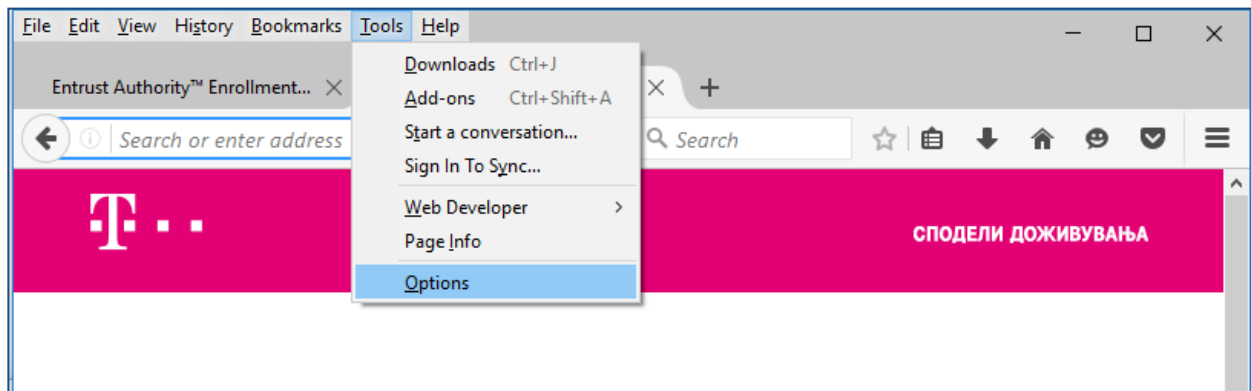 File Edit View History Bookmarks Tools Help
Downloads Ctrl+J
Entrust Authority™ Enrollment...
Add-ons Ctrl+Shift+A
Start a conversation...
Search or enter address
Search
Sign In To Sync...
Web Developer
Page Info
T
СПОДЕЛИ ДОЖИВУВАЊА
Options